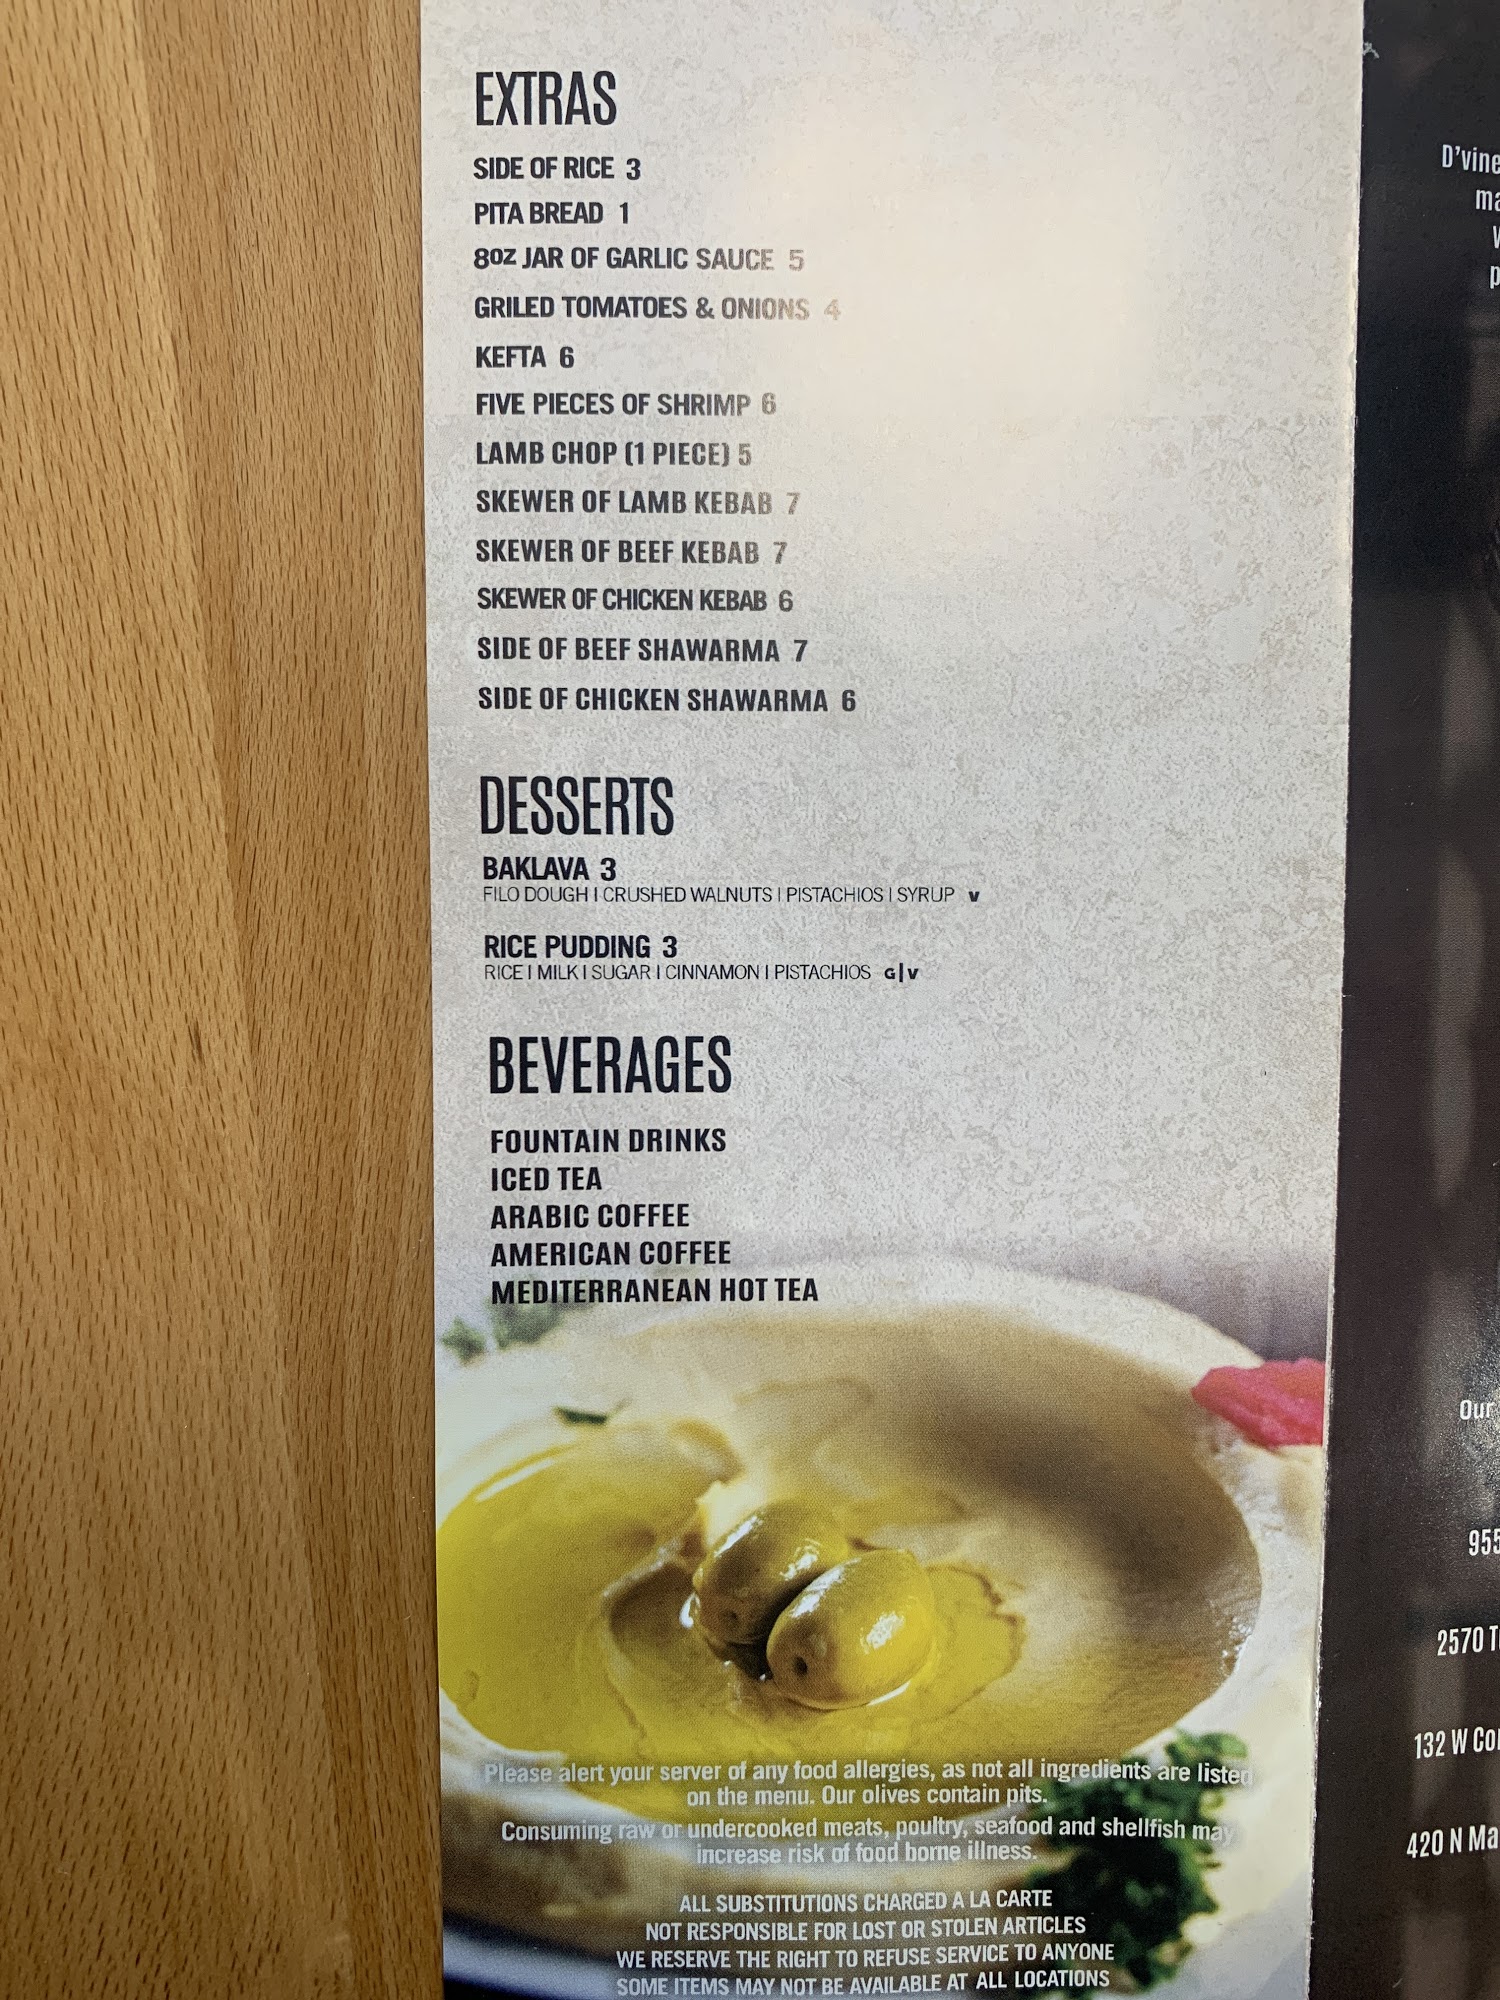 EXTRAS
SIDE OF RICE 3
PITA BREAD 1
8oz JAR OF GARLIC SAUCE 5
GRILED TOMATOES & ONIONS 4
KEFTA 6
FIVE PIECES OF SHRIMP 6
LAMB CHOP (1 PIECE) 5
SKEWER OF LAMB KEBAB 7
SKEWER OF BEEF KEBAB 7
SKEWER OF CHICKEN KEBAB 6
SIDE OF BEEF SHAWARMA 7
SIDE OF CHICKEN SHAWARMA 6
DESSERTS
BAKLAVA 3
FILO DOUGH | CRUSHED WALNUTS | PISTACHIOS | SYRUP V
RICE PUDDING 3
RICE | MILK | SUGAR | CINNAMON | PISTACHIOS G|V
BEVERAGES
FOUNTAIN DRINKS
ICED TEA
ARABIC COFFEE
AMERICAN COFFEE
MEDITERRANEAN HOT TEA
Please alert your server of any food allergies, as not all ingredients are listed
on the menu. Our olives contain pits.
Consuming raw or undercooked meats, poultry, seafood and shellfish may
increase risk of food borne illness.
ALL SUBSTITUTIONS CHARGED A LA CARTE
NOT RESPONSIBLE FOR LOST OR STOLEN ARTICLES
WE RESERVE THE RIGHT TO REFUSE SERVICE TO ANYONE
SOME ITEMS MAY NOT BE AVAILABLE AT ALL LOCATIONS
D'vine
Our
955
2570
132 W
420 N